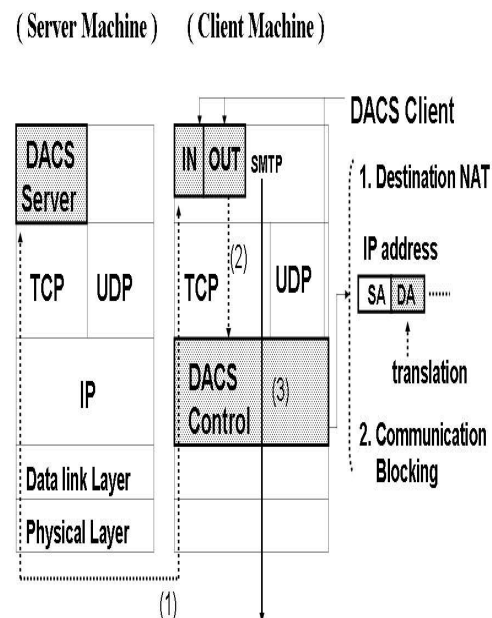 ( Server Machine )
( Client Machine )
DACS
Server
TCP
UDP
IP
Data link Layer
Physical Layer
(1)
IN
OUT
SMTP
(2)
TCP
UDP
DACS
Control
(3)
DACS Client
1. Destination NAT
IP address
SA
DA
translation
2. Communication
Blocking